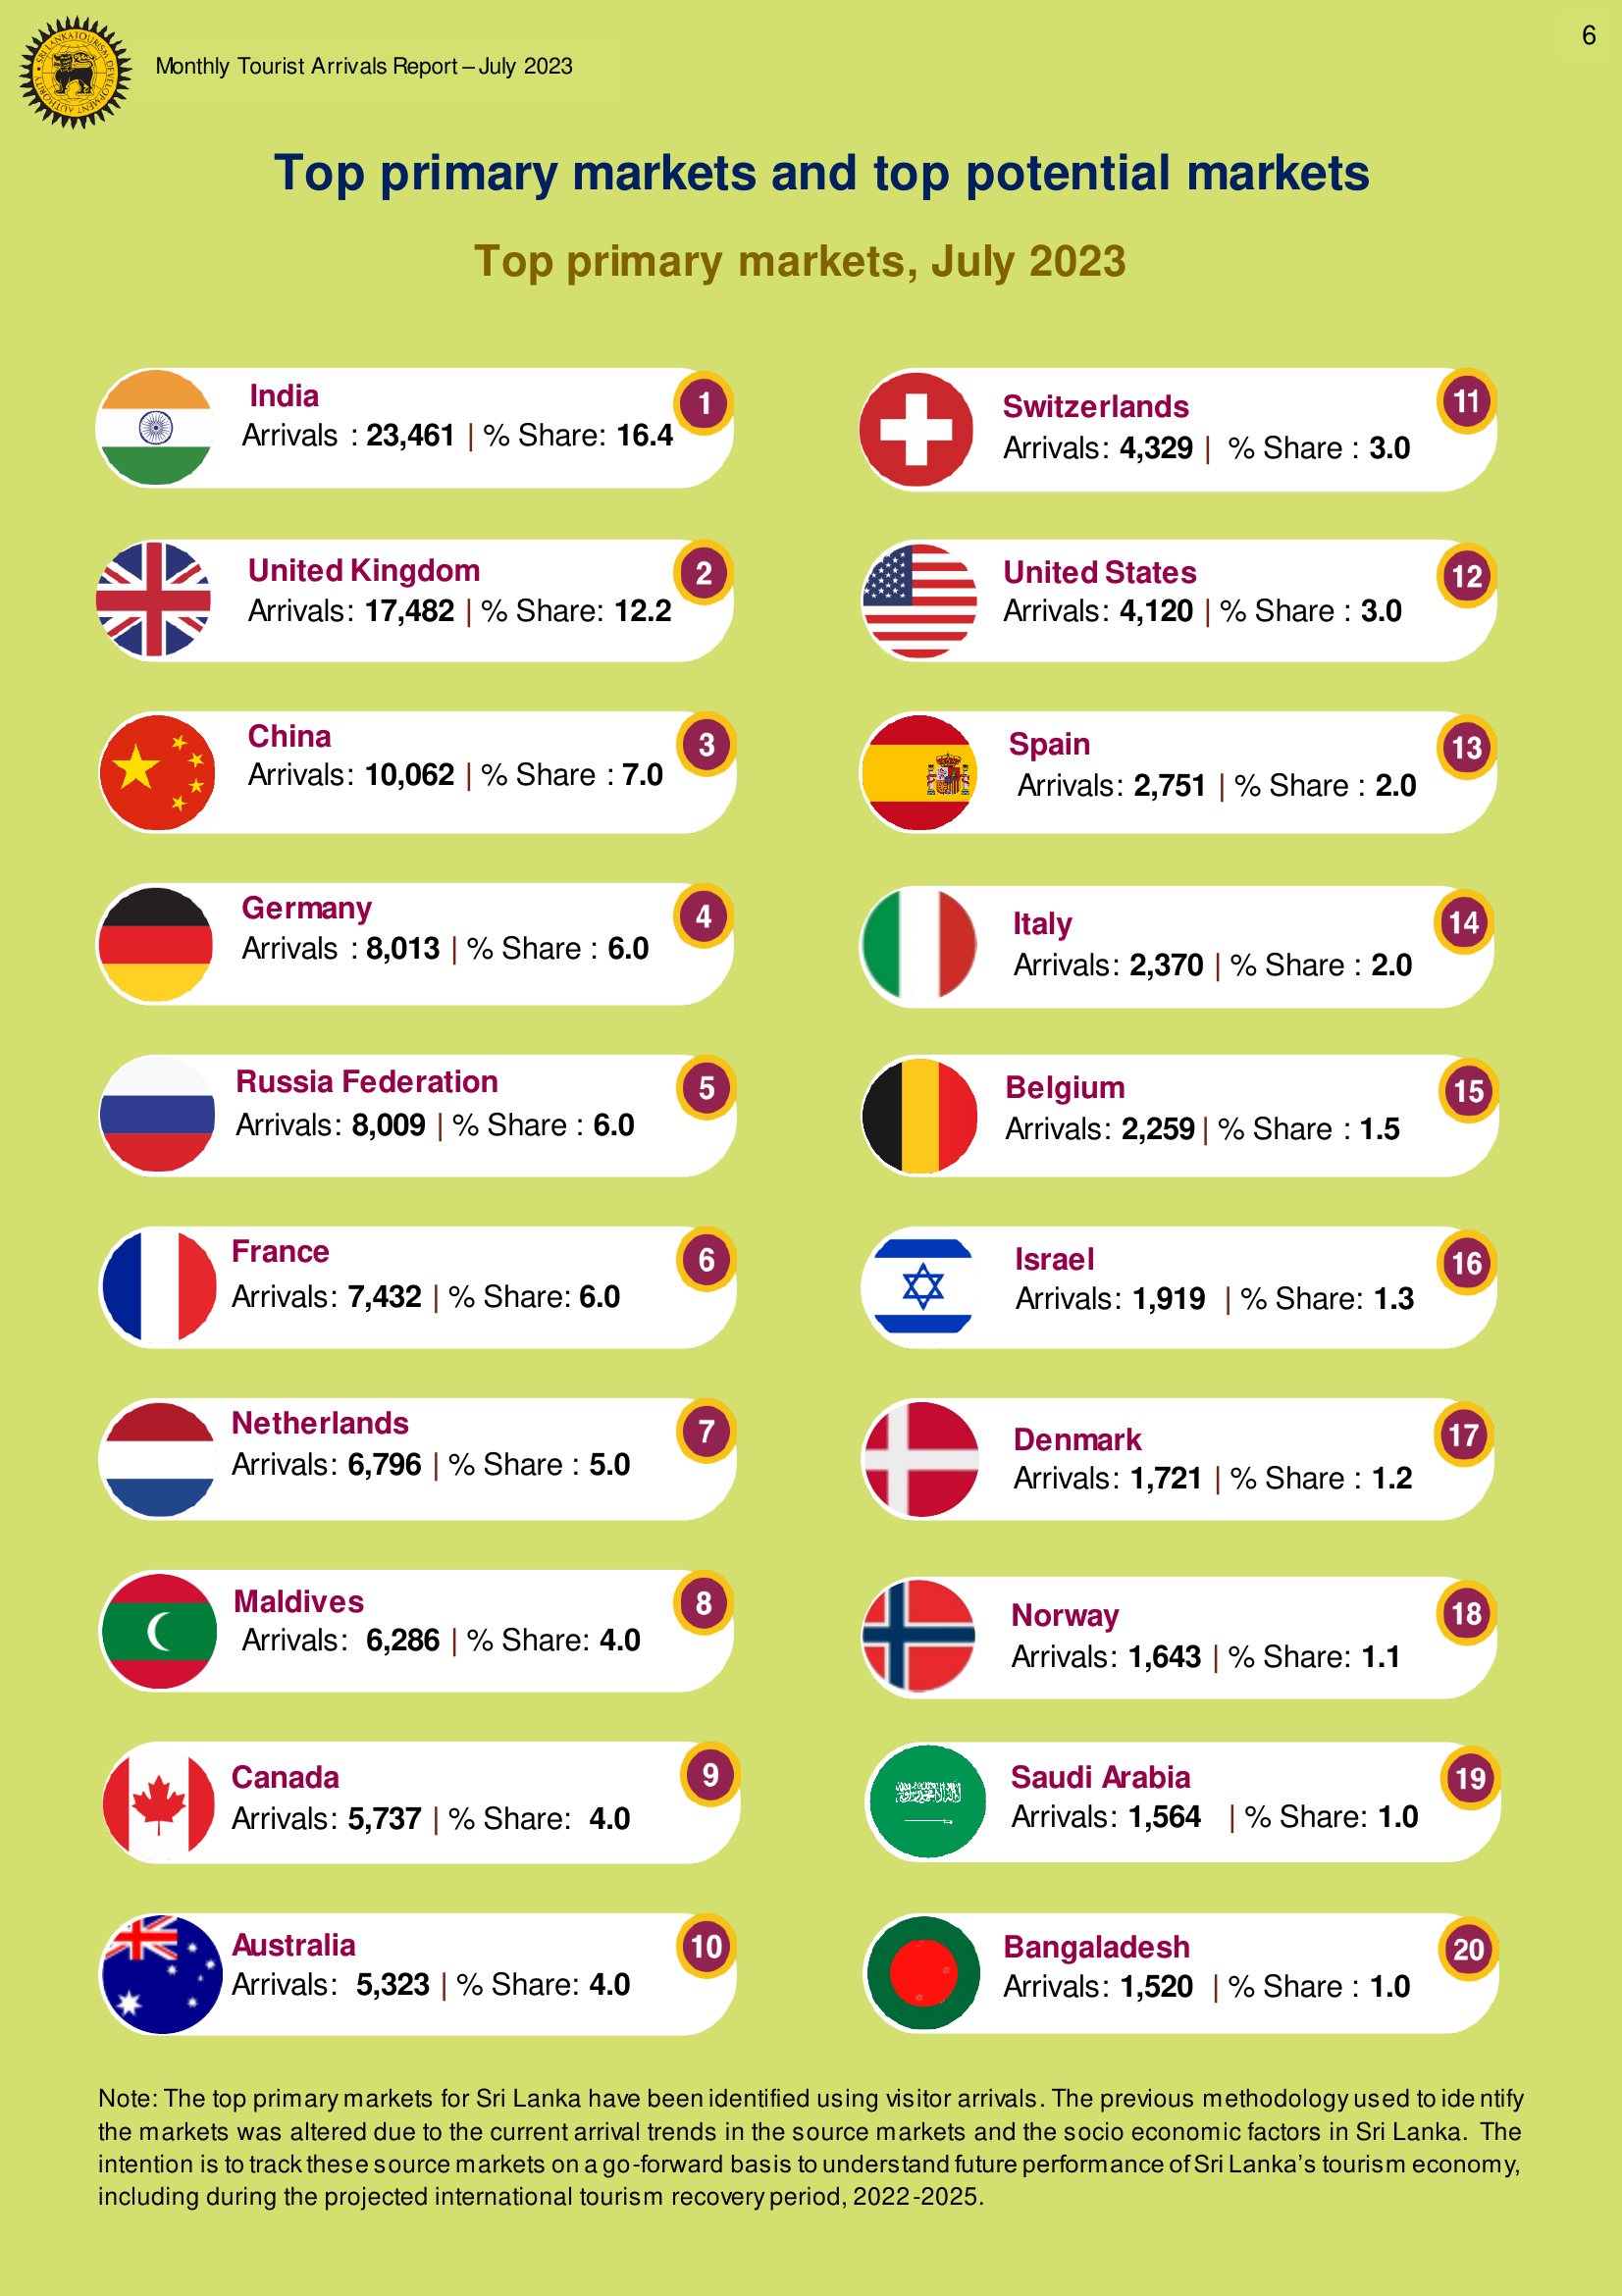 6
SRI LANKA TOURISM DEVELOPMENT AUTHORITY
Monthly Tourist Arrivals Report – July 2023
Top primary markets and top potential markets
Top primary markets, July 2023
India
1
Arrivals : 23,461 | % Share: 16.4
United Kingdom
2
Arrivals: 17,482 | % Share: 12.2
China
3
Arrivals: 10,062 | % Share : 7.0
Germany
4
Arrivals : 8,013 | % Share : 6.0
Russia Federation
5
Arrivals: 8,009 | % Share : 6.0
France
6
Arrivals: 7,432 | % Share: 6.0
Netherlands
7
Arrivals: 6,796 | % Share : 5.0
Maldives
8
Arrivals: 6,286 | % Share: 4.0
Canada
9
Arrivals: 5,737 | % Share: 4.0
Australia
10
Arrivals: 5,323 | % Share: 4.0
Switzerlands
11
Arrivals: 4,329 | % Share : 3.0
United States
12
Arrivals: 4,120 | % Share : 3.0
Spain
13
Arrivals: 2,751 | % Share : 2.0
Italy
14
Arrivals: 2,370 | % Share : 2.0
Belgium
15
Arrivals: 2,259 | % Share : 1.5
Israel
16
Arrivals: 1,919 | % Share: 1.3
Denmark
17
Arrivals: 1,721 | % Share : 1.2
Norway
18
Arrivals: 1,643 | % Share: 1.1
Saudi Arabia
19
Arrivals: 1,564 | % Share: 1.0
Bangaladesh
20
Arrivals: 1,520 | % Share : 1.0
Note: The top primary markets for Sri Lanka have been identified using visitor arrivals. The previous methodology used to identify
the markets was altered due to the current arrival trends in the source markets and the socio economic factors in Sri Lanka. The
intention is to track these source markets on a go-forward basis to understand future performance of Sri Lanka's tourism economy,
including during the projected international tourism recovery period, 2022-2025.